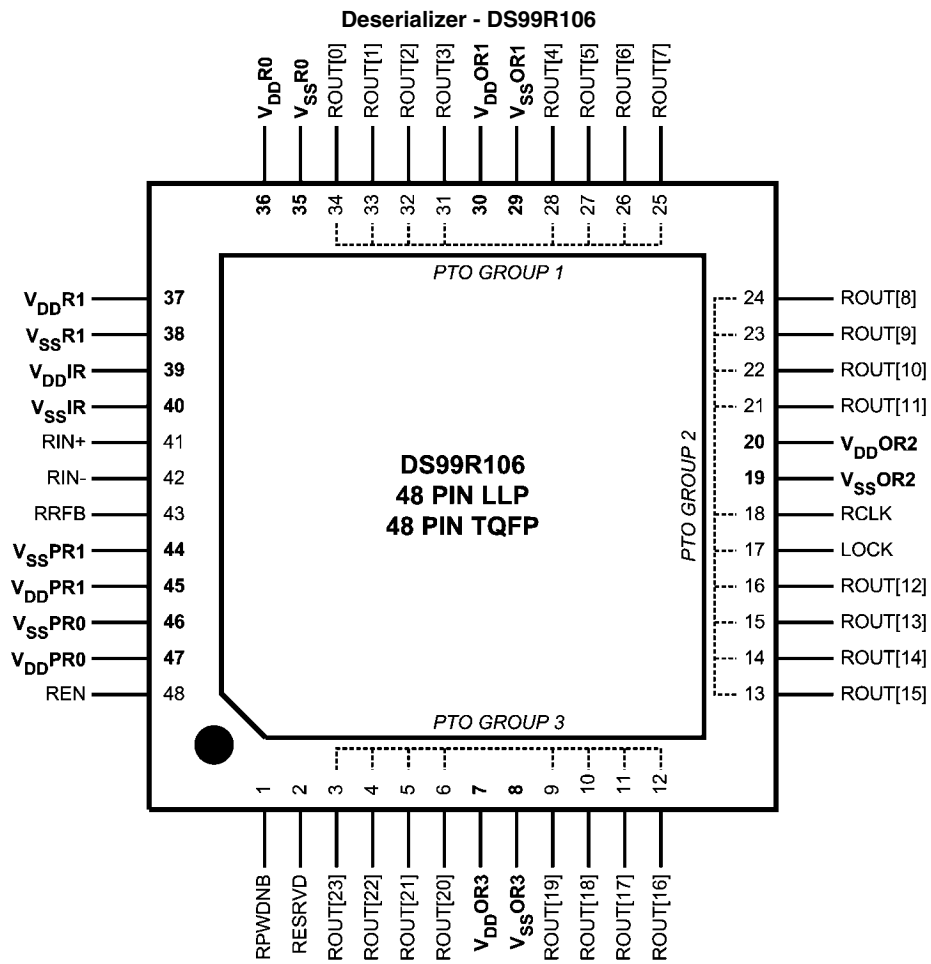 Deserializer - DS99R106
VDDR0
VSSR0
ROUT[0]
ROUT[1]
ROUT[2]
ROUT[3]
VDDOR1
VSSOR1
ROUT[4]
ROUT[5]
ROUT[6]
ROUT[7]
36 35 34 33 32 31 30 29 28 27 26 25
PTO GROUP 1
VDDR1 37
VSSR1 38
VDDIR 39
VSSIR 40
RIN+ 41
RIN- 42
RRFB 43
VSSPR1 44
VDDPR1 45
VSSPR0 46
VDDPR0 47
REN 48
DS99R106
48 PIN LLP
48 PIN TQFP
PTO GROUP 2
24 ROUT[8]
23 ROUT[9]
22 ROUT[10]
21 ROUT[11]
20 VDDOR2
19 VSSOR2
18 RCLK
17 LOCK
16 ROUT[12]
15 ROUT[13]
14 ROUT[14]
13 ROUT[15]
PTO GROUP 3
1 2 3 4 5 6 7 8 9 10 11 12
RPWDNB
RESRVD
ROUT[23]
ROUT[22]
ROUT[21]
ROUT[20]
VDDOR3
VSSOR3
ROUT[19]
ROUT[18]
ROUT[17]
ROUT[16]